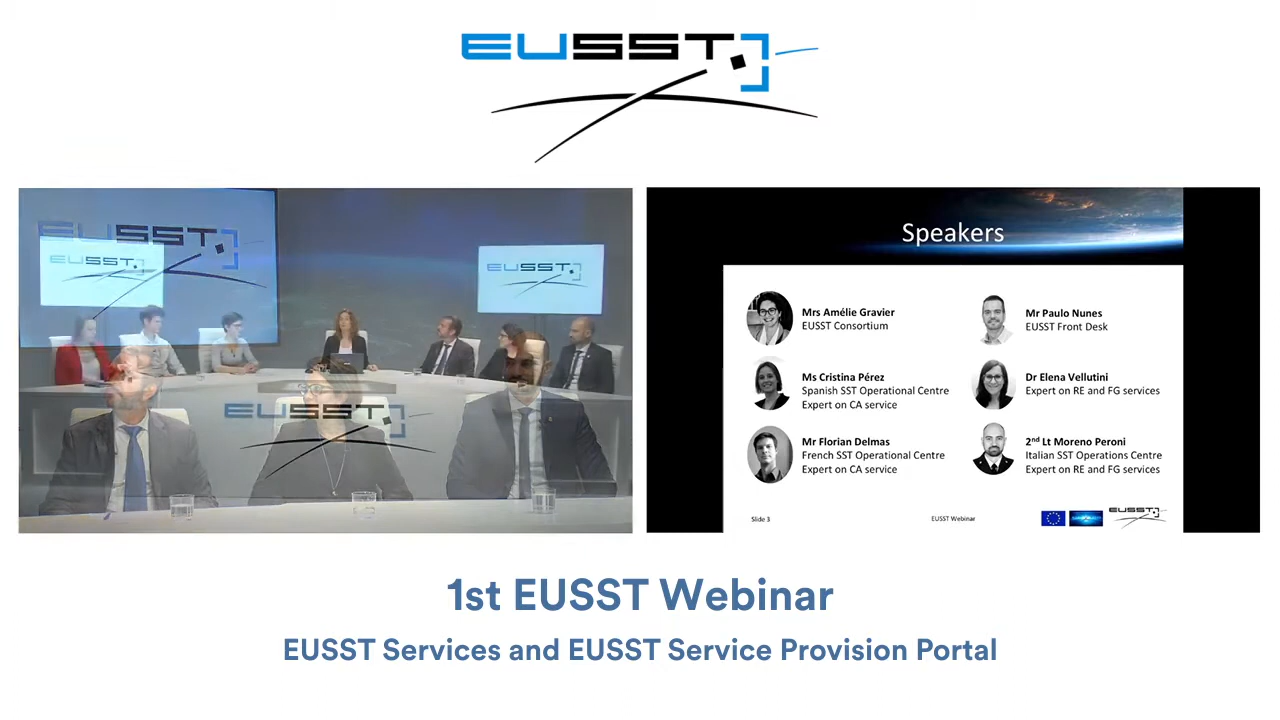 EUSST
EUSST
EUSST
EUSST
EUSST
Speakers
Mrs Amélie Gravier
EUSST Consortium
Mr Paulo Nunes
EUSST Front Desk
Ms Cristina Pérez
Spanish SST Operational Centre
Expert on CA service
Dr Elena Vellutini
Expert on RE and FG services
Mr Florian Delmas
French SST Operational Centre
Expert on CA service
2nd Lt Moreno Peroni
Italian SST Operations Centre
Expert on RE and FG services
Slide 3
EUSST Webinar
EUSST
1st EUSST Webinar
EUSST Services and EUSST Service Provision Portal